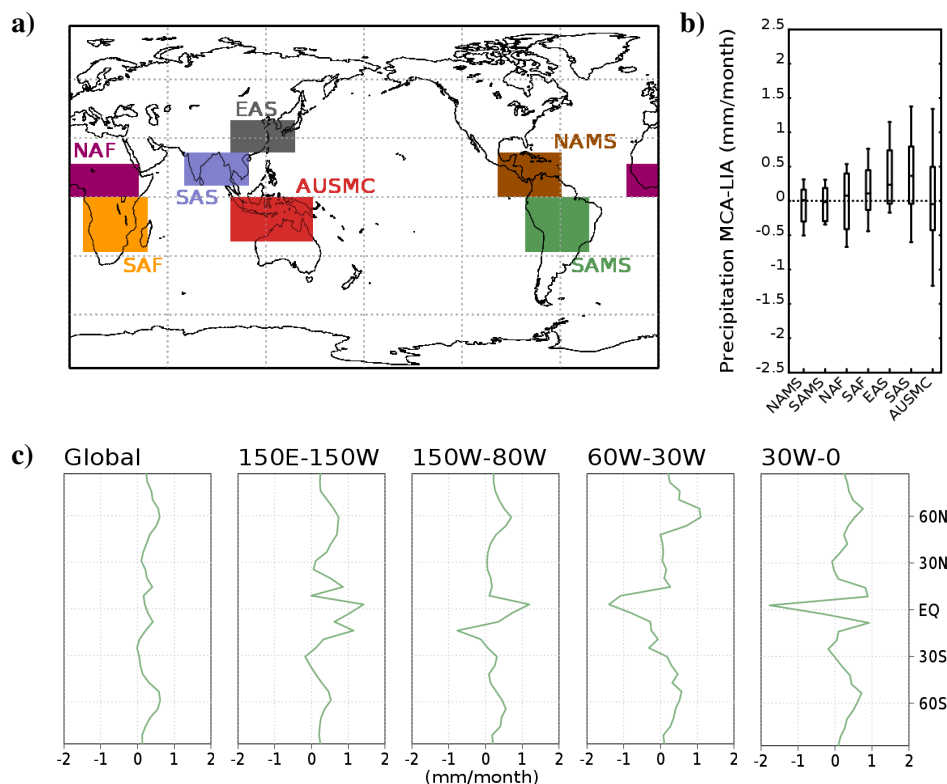 a)
EAS
NAF
NAMS
SAS
AUSMC
SAF
SAMS
b)
Precipitation MCA-LIA (mm/month)
2.5
2
1.5
1
0.5
0
-0.5
-1
-1.5
-2
-2.5
NAMS
SAMS
NAF
SAF
EAS
SAS
AUSMC
c)
Global
150E-150W
150W-80W
60W-30W
30W-0
60N
30N
EQ
30S
60S
-2 -1 0 1 2
-2 -1 0 1 2
-2 -1 0 1 2
-2 -1 0 1 2
-2 -1 0 1 2
(mm/month)